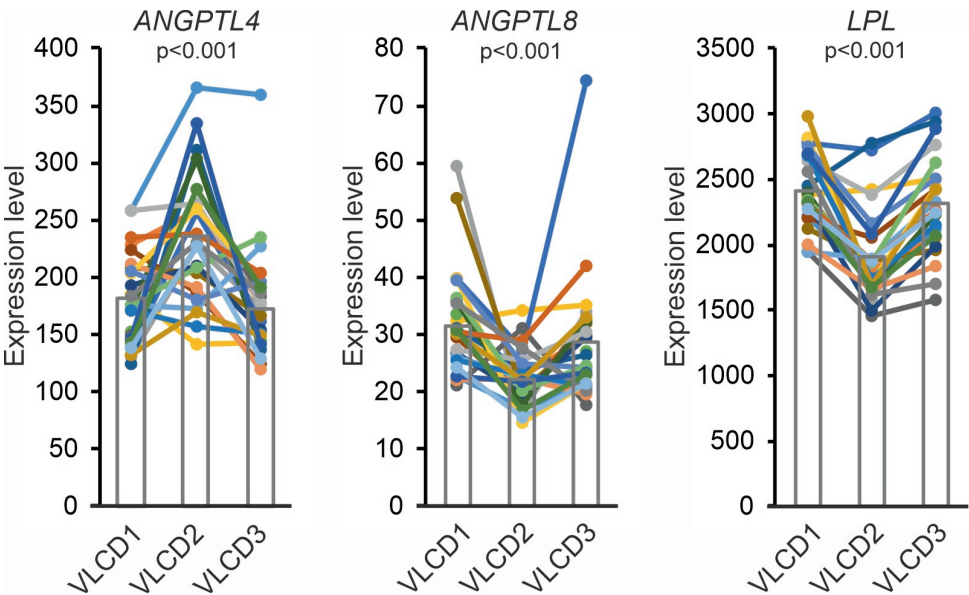 ANGPTL4
p<0.001
Expression level
400
350
300
250
200
150
100
50
0
VLCD1
VLCD2
VLCD3
ANGPTL8
p<0.001
Expression level
80
70
60
50
40
30
20
10
0
VLCD1
VLCD2
VLCD3
LPL
p<0.001
Expression level
3500
3000
2500
2000
1500
1000
500
0
VLCD1
VLCD2
VLCD3